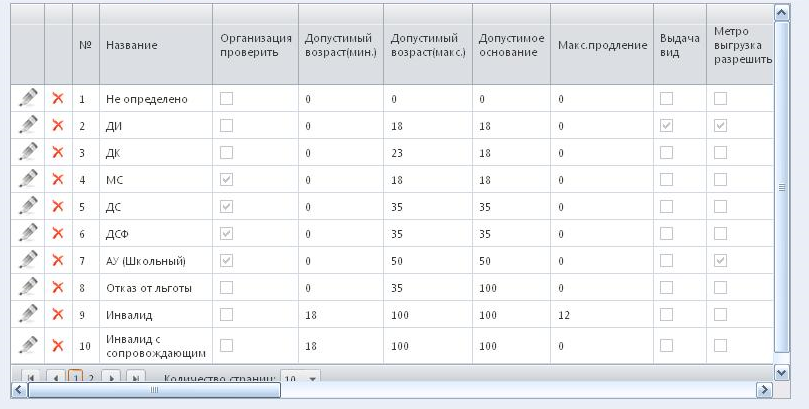 № Название Организация проверить Допустимый возраст(мин.) Допустимый возраст(макс.) Допустимое основание Макс.продление Выдача вид Метро выгрузка разрешить
1 Не определено 0 0 0 0
2 ДИ 0 18 18 0
3 ДК 0 23 18 0
4 МС 0 18 18 0
5 ДС 0 35 35 0
6 ДСФ 0 35 35 0
7 АУ (Школьный) 0 50 50 0
8 Отказ от льготы 0 35 100 0
9 Инвалид 18 100 100 12
10 Инвалид с сопровождающим 18 100 100 0
1 2 Количество страниц: 10